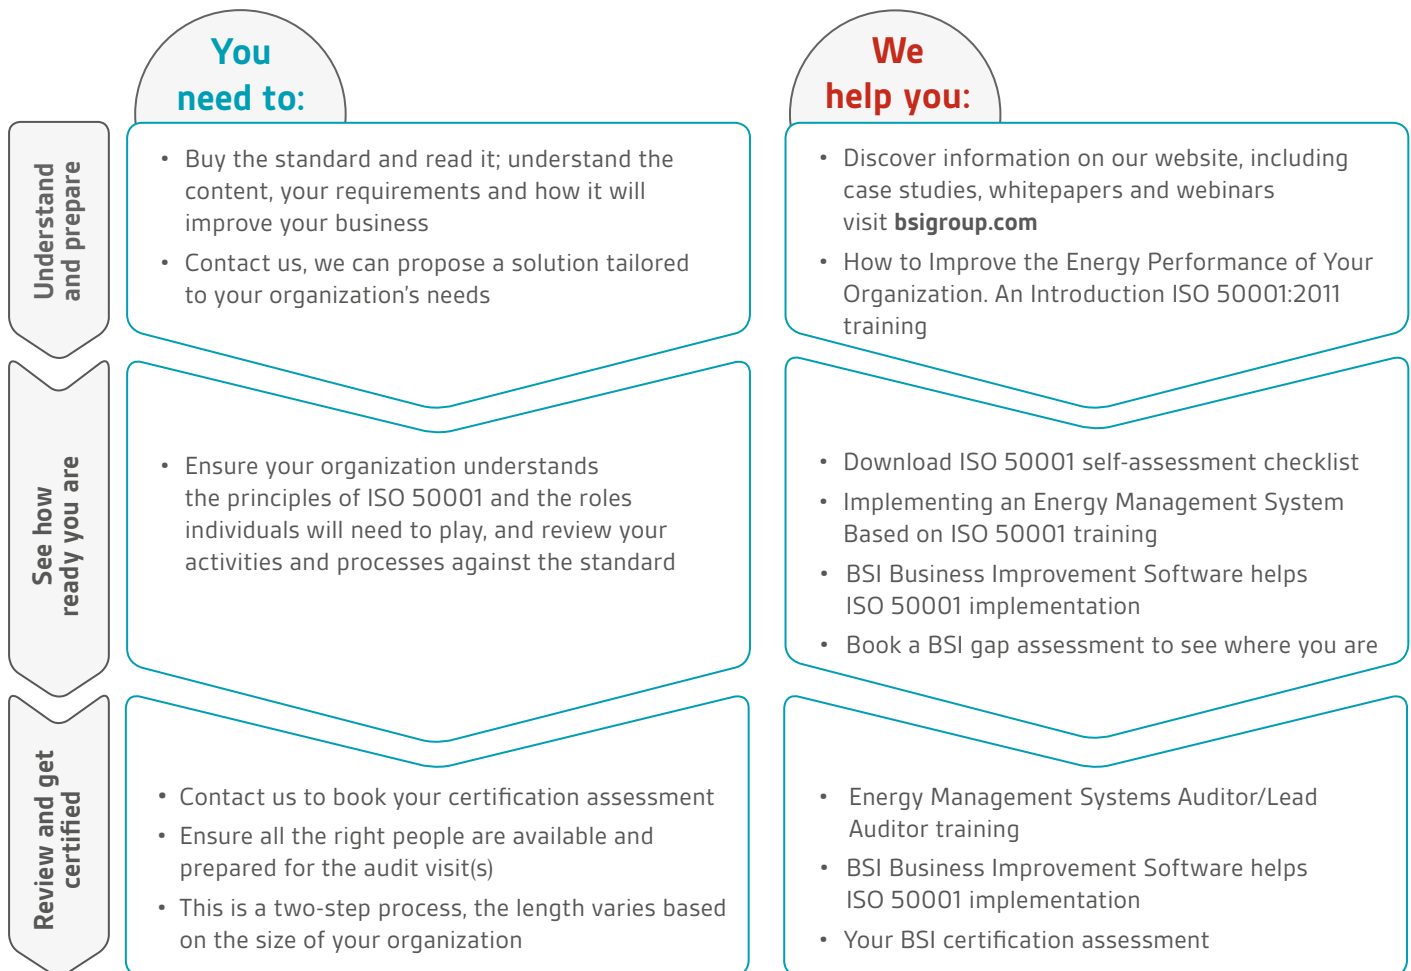 You
need to:
We
help you:
Understand
and prepare
• Buy the standard and read it; understand the
content, your requirements and how it will
improve your business
• Contact us, we can propose a solution tailored
to your organization's needs
• Discover information on our website, including
case studies, whitepapers and webinars
visit bsigroup.com
• How to Improve the Energy Performance of Your
Organization. An Introduction ISO 50001:2011
training
See how
ready you are
• Ensure your organization understands
the principles of ISO 50001 and the roles
individuals will need to play, and review your
activities and processes against the standard
• Download ISO 50001 self-assessment checklist
• Implementing an Energy Management System
Based on ISO 50001 training
• BSI Business Improvement Software helps
ISO 50001 implementation
• Book a BSI gap assessment to see where you are
Review and get
certified
• Contact us to book your certification assessment
• Ensure all the right people are available and
prepared for the audit visit(s)
• This is a two-step process, the length varies based
on the size of your organization
• Energy Management Systems Auditor/Lead
Auditor training
• BSI Business Improvement Software helps
ISO 50001 implementation
• Your BSI certification assessment